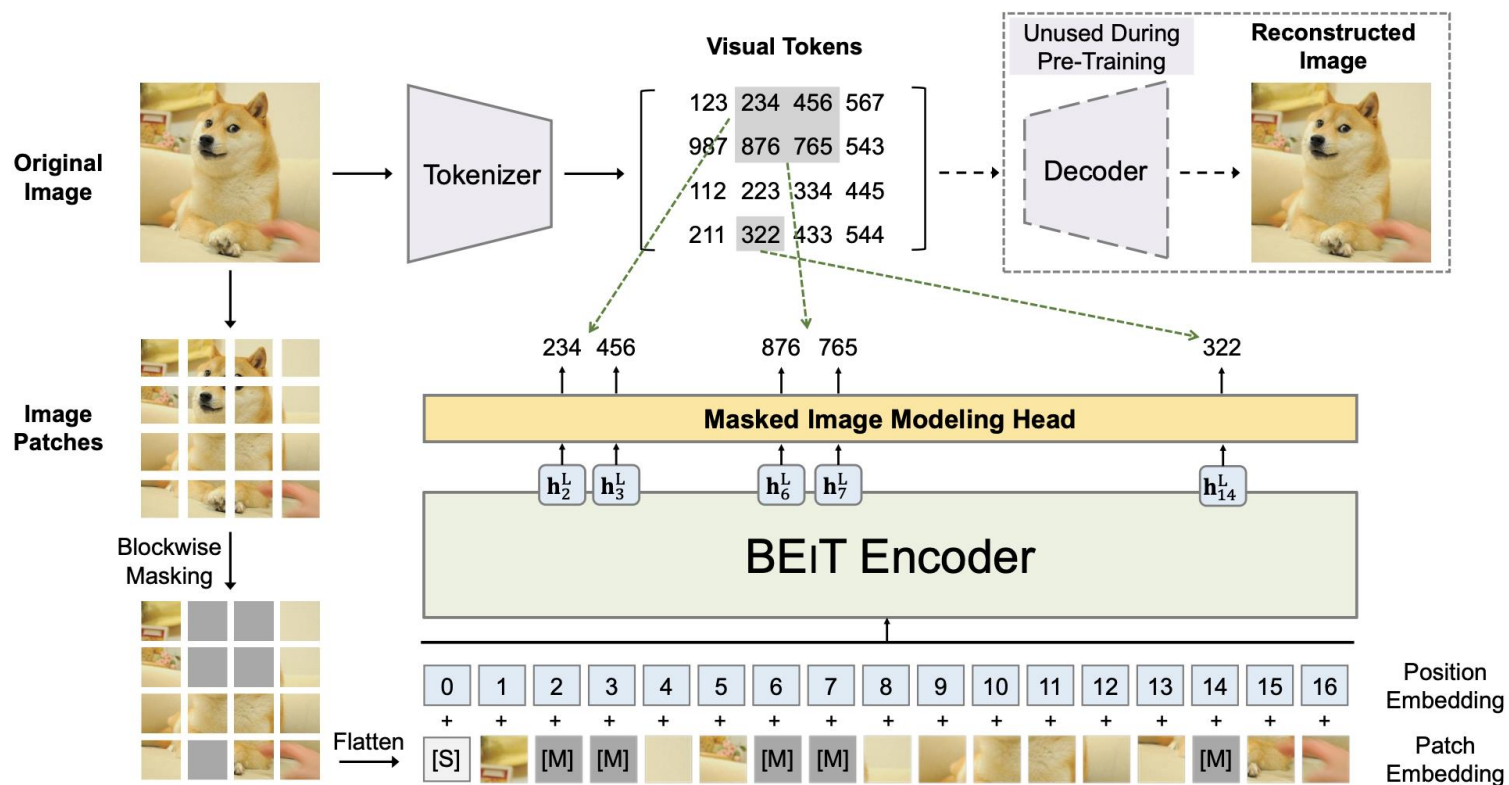 Original
Image
Tokenizer
Visual Tokens
123 234 456 567
987 876 765 543
112 223 334 445
211 322 433 544
Unused During
Pre-Training
Decoder
Reconstructed
Image
Image
Patches
Blockwise
Masking
Flatten
234 456 876 765 322
Masked Image Modeling Head
h₂ᴸ h₃ᴸ h₆ᴸ h₇ᴸ h₁₄ᴸ
BEIT Encoder
0 1 2 3 4 5 6 7 8 9 10 11 12 13 14 15 16
Position
Embedding
+ + + + + + + + + + + + + + + + +
[S] [M] [M] [M] [M] [M]
Patch
Embedding